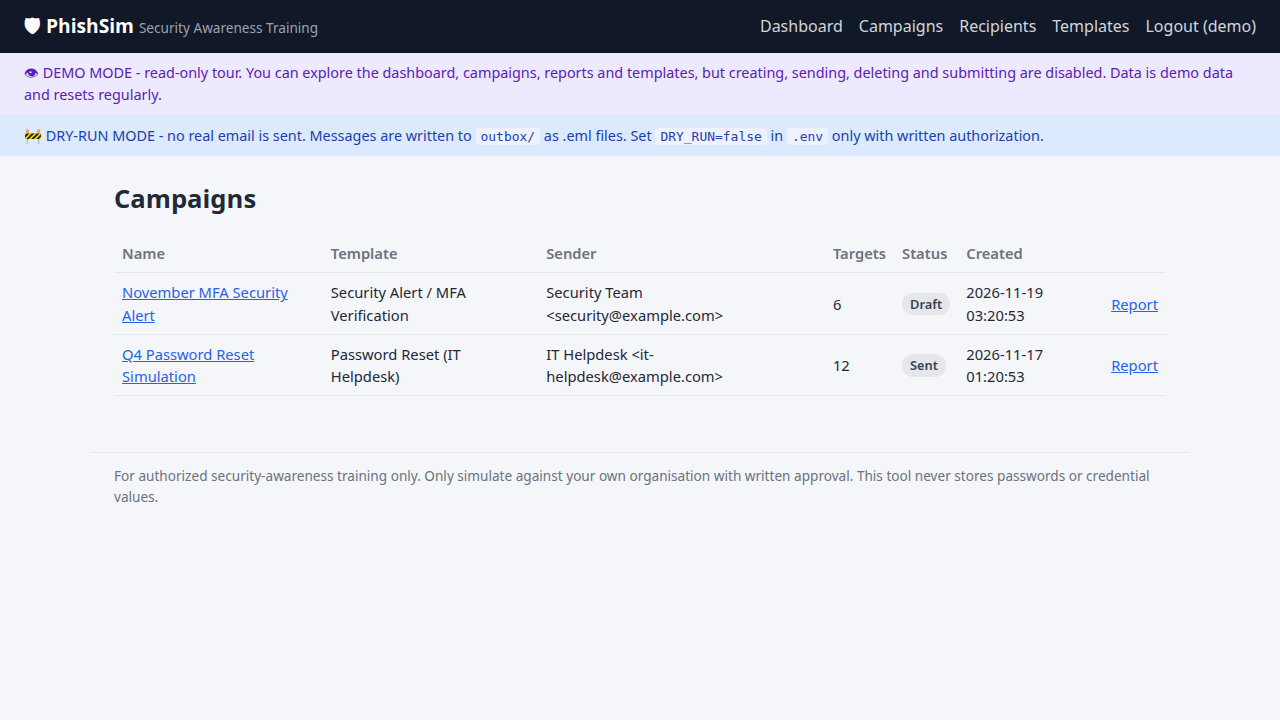 🛡 PhishSim Security Awareness Training Dashboard Campaigns Recipients Templates Logout (demo)
👁 DEMO MODE - read-only tour. You can explore the dashboard, campaigns, reports and templates, but creating, sending, deleting and submitting are disabled. Data is demo data
and resets regularly.
🚧 DRY-RUN MODE - no real email is sent. Messages are written to outbox/ as .eml files. Set DRY_RUN=false in .env only with written authorization.
Campaigns
Name Template Sender Targets Status Created
November MFA Security Security Alert / MFA Security Team 2026-11-19
Alert Verification <security@example.com> 6 Draft 03:20:53 Report
Q4 Password Reset Password Reset (IT IT Helpdesk <it- 2026-11-17
Simulation Helpdesk) helpdesk@example.com> 12 Sent 01:20:53 Report
For authorized security-awareness training only. Only simulate against your own organisation with written approval. This tool never stores passwords or credential
values.